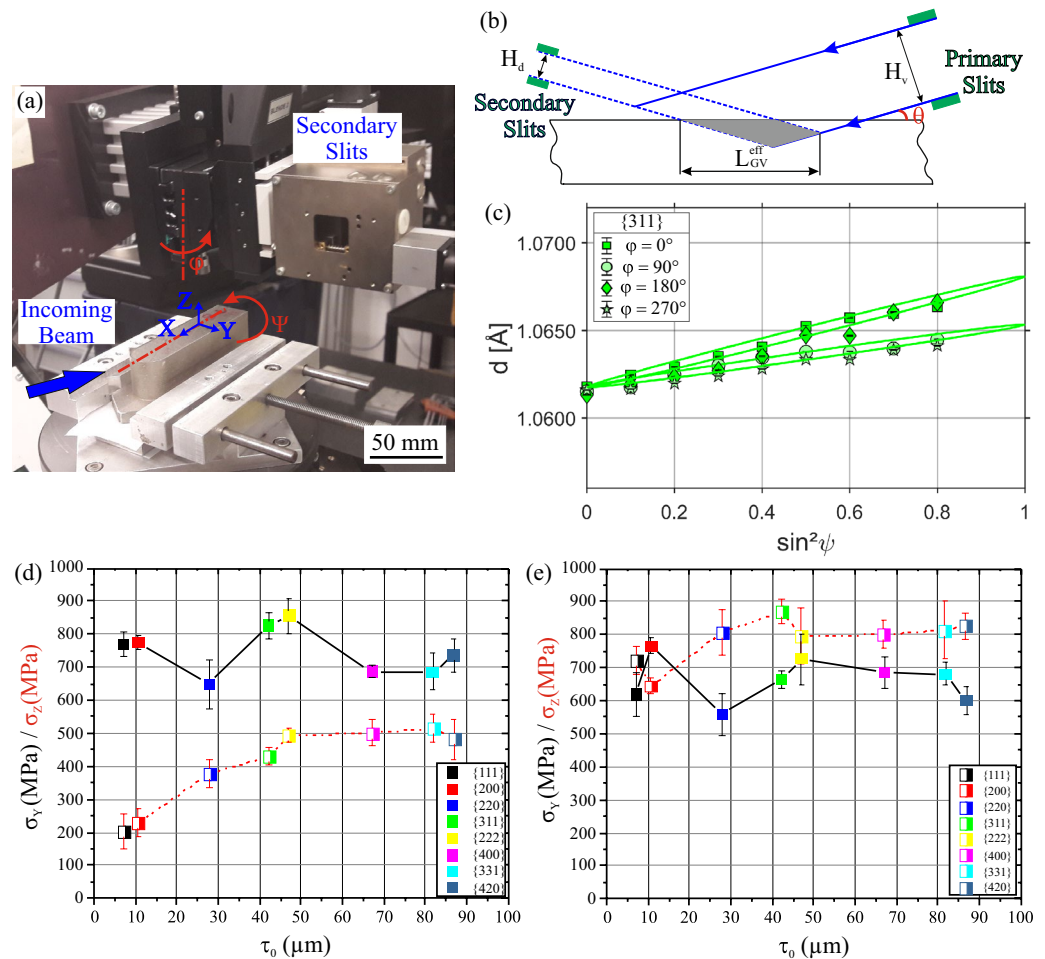 (a)
Secondary
Slits
φ
Incoming
Beam
Z
X
Y
Ψ
50 mm
(b)
H_d
Secondary
Slits
H_v
Primary
Slits
θ
L_GV^eff
(c)
{311}
φ = 0°
φ = 90°
φ = 180°
φ = 270°
1.0700
1.0650
1.0600
d [Å]
0 0.2 0.4 0.6 0.8 1
sin²ψ
(d)
1000
900
800
700
600
500
400
300
200
100
0
σ_Y(MPa) / σ_Z(MPa)
{111}
{200}
{220}
{311}
{222}
{400}
{331}
{420}
0 10 20 30 40 50 60 70 80 90 100
τ₀ (µm)
(e)
1000
900
800
700
600
500
400
300
200
100
0
σ_Y(MPa) / σ_Z(MPa)
{111}
{200}
{220}
{311}
{222}
{400}
{331}
{420}
0 10 20 30 40 50 60 70 80 90 100
τ₀ (µm)